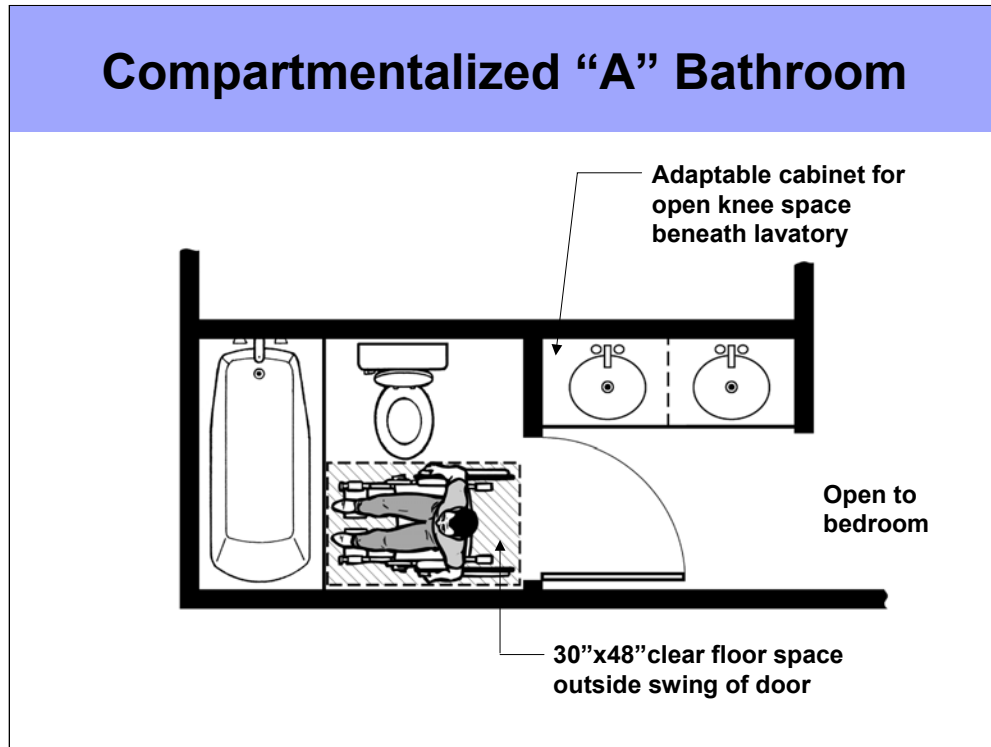 Compartmentalized “A” Bathroom
Adaptable cabinet for
open knee space
beneath lavatory
Open to
bedroom
30”x48”clear floor space
outside swing of door